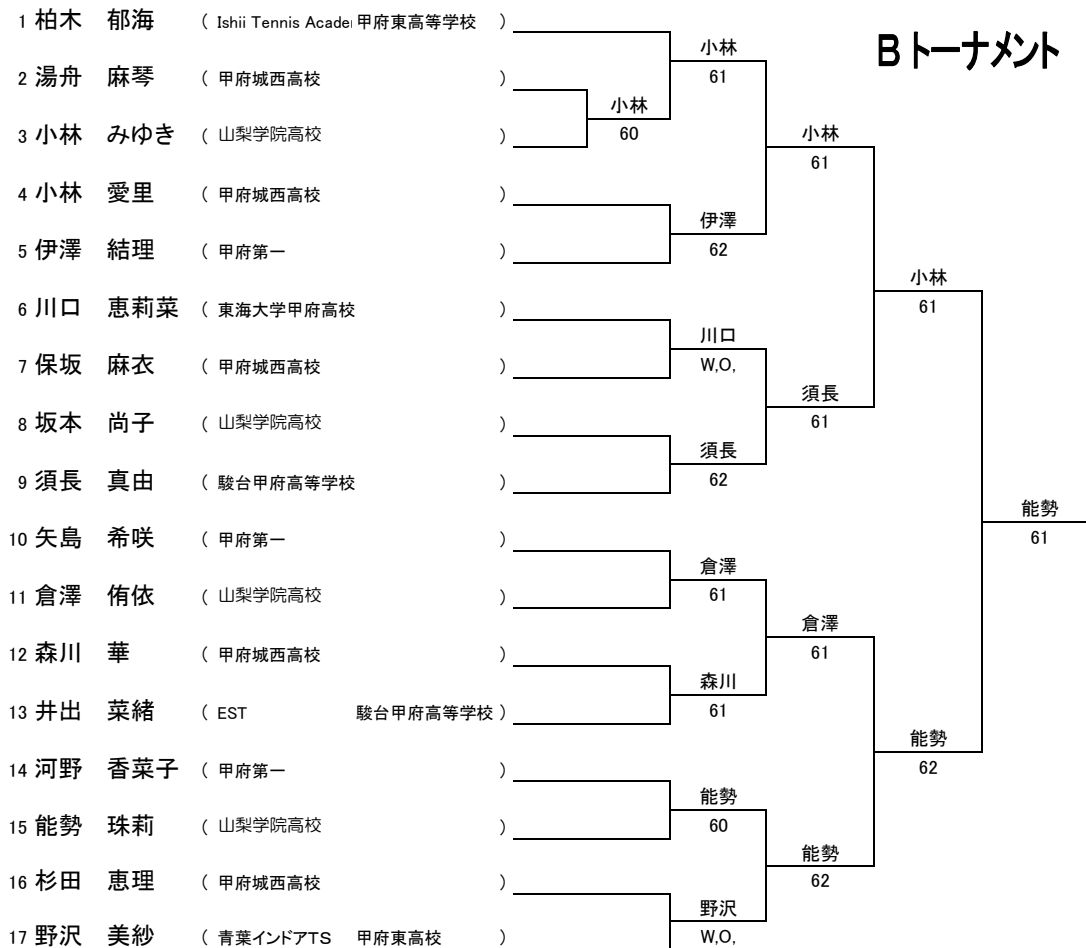 Bトーナメント
1 柏木 郁海 ( Ishii Tennis Acade 甲府東高等学校 )
2 湯舟 麻琴 ( 甲府城西高校 )
3 小林 みゆき ( 山梨学院高校 )
4 小林 愛里 ( 甲府城西高校 )
5 伊澤 結理 ( 甲府第一 )
6 川口 恵莉菜 ( 東海大学甲府高校 )
7 保坂 麻衣 ( 甲府城西高校 )
8 坂本 尚子 ( 山梨学院高校 )
9 須長 真由 ( 駿台甲府高等学校 )
10 矢島 希咲 ( 甲府第一 )
11 倉澤 侑依 ( 山梨学院高校 )
12 森川 華 ( 甲府城西高校 )
13 井出 菜緒 ( EST 駿台甲府高等学校 )
14 河野 香菜子 ( 甲府第一 )
15 能勢 珠莉 ( 山梨学院高校 )
16 杉田 恵理 ( 甲府城西高校 )
17 野沢 美紗 ( 青葉インドアTS 甲府東高校 )
小林
60
小林
61
伊澤
62
川口
W,O,
須長
62
倉澤
61
森川
61
能勢
60
野沢
W,O,
小林
61
須長
61
倉澤
61
能勢
62
小林
61
能勢
62
能勢
61